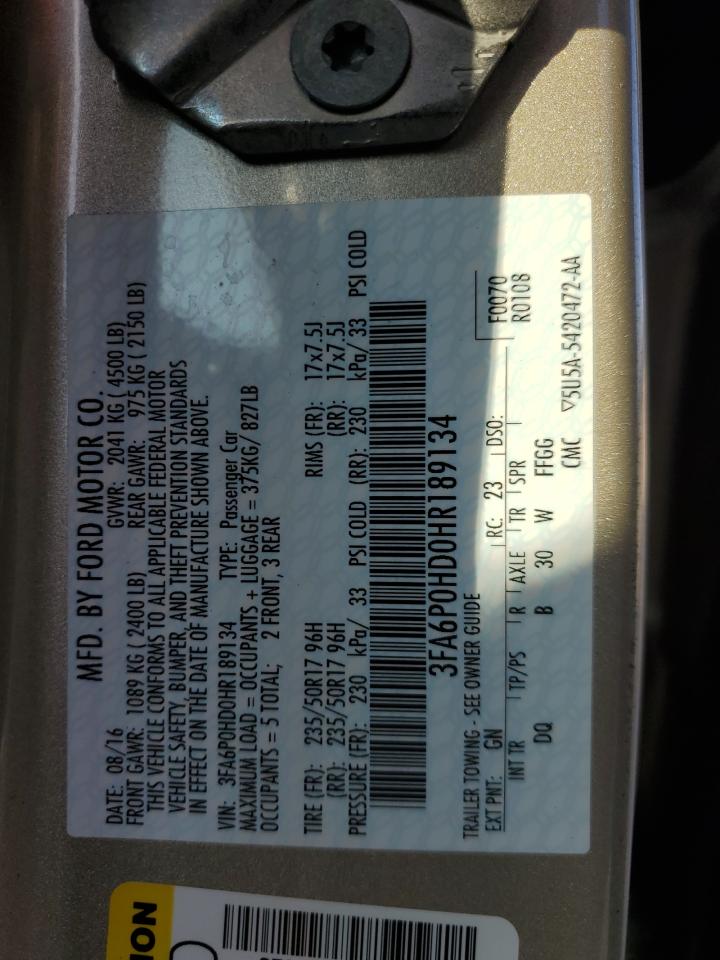 MFD. BY FORD MOTOR CO.
DATE: 08/16 GVWR: 2041 KG ( 4500 LB)
FRONT GAWR: 1089 KG ( 2400 LB) REAR GAWR: 975 KG ( 2150 LB)
THIS VEHICLE CONFORMS TO ALL APPLICABLE FEDERAL MOTOR
VEHICLE SAFETY, BUMPER, AND THEFT PREVENTION STANDARDS
IN EFFECT ON THE DATE OF MANUFACTURE SHOWN ABOVE.
VIN: 3FA6P0HD0HR189134 TYPE: Passenger Car
MAXIMUM LOAD = OCCUPANTS + LUGGAGE = 375KG/ 827LB
OCCUPANTS = 5 TOTAL; 2 FRONT, 3 REAR
TIRE (FR): 235/50R17 96H RIMS (FR): 17x7.5J
(RR): 235/50R17 96H (RR): 17x7.5J
PRESSURE (FR): 230 kPa/ 33 PSI COLD (RR): 230 kPa/ 33 PSI COLD
3FA6P0HD0HR189134
TRAILER TOWING - SEE OWNER GUIDE F0070
EXT PNT: GN RC: 23 DSO: R0108
INT TR TP/PS R AXLE TR SPR
DQ B 30 W FFGG
CMC ▽5U5A-5420472-AA
ION